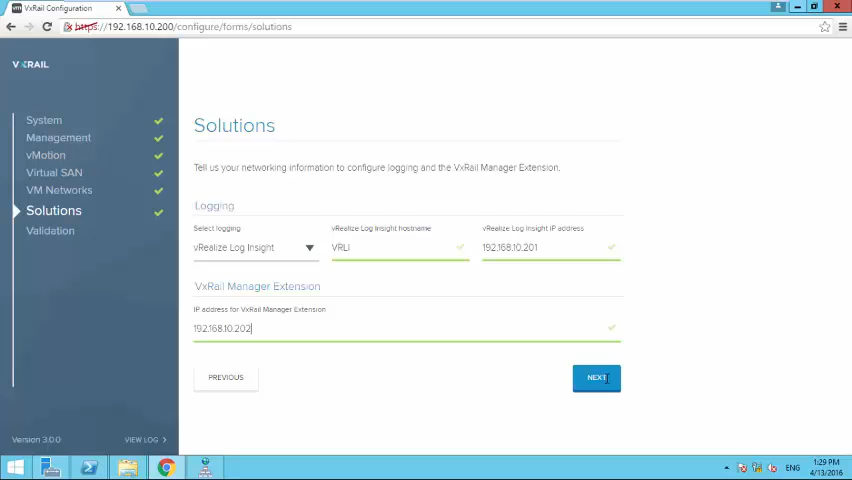 VxRail Configuration
https://192.168.10.200/configure/forms/solutions
VXRAIL
System
Management
vMotion
Virtual SAN
VM Networks
Solutions
Validation
Version 3.0.0
VIEW LOG
Solutions
Tell us your networking information to configure logging and the VxRail Manager Extension.
Logging
Select logging
vRealize Log Insight hostname
vRealize Log Insight IP address
vRealize Log Insight
VRLI
192.168.10.201
VxRail Manager Extension
IP address for VxRail Manager Extension
192.168.10.202
PREVIOUS
NEXT
ENG
1:29 PM
4/13/2016